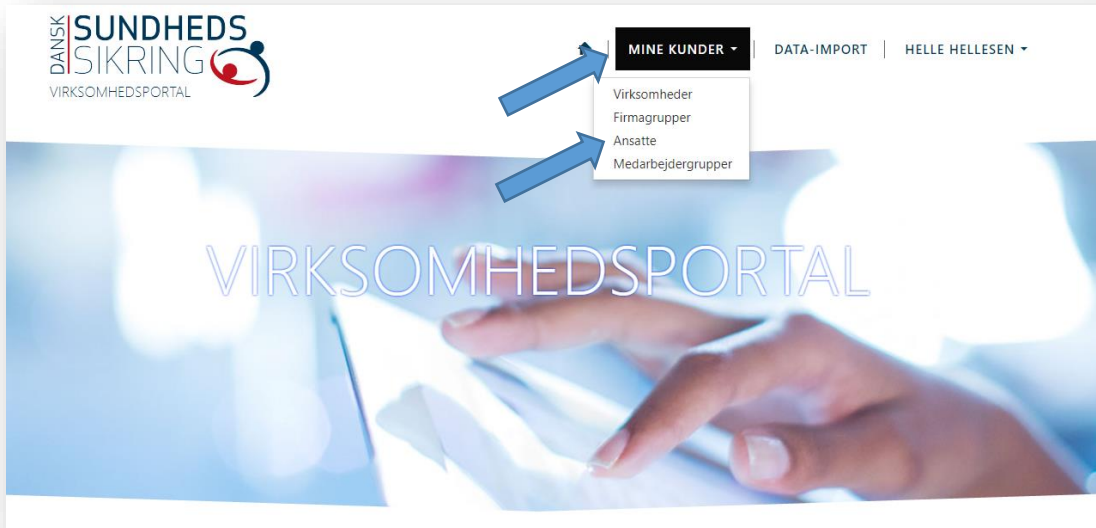 DANSK
SUNDHEDS
SIKRING
VIRKSOMHEDSPORTAL
MINE KUNDER
DATA-IMPORT
HELLE HELLESEN
Virksomheder
Firmagrupper
Ansatte
Medarbejdergrupper
VIRKSOMHEDSPORTAL